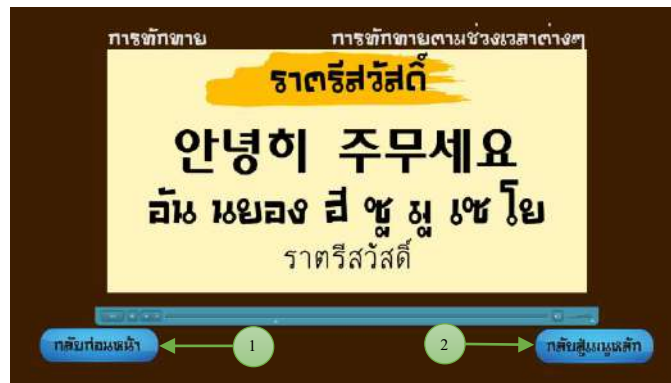 การทักทาย
การทักทายตามช่วงเวลาต่างๆ
ราตรีสวัสดิ์
안녕히 주무세요
อัน นยอง ฮี ชู มู เซ โย
ราตรีสวัสดิ์
กลับก่อนหน้า
1
2
กลับสู่เมนูหลัก